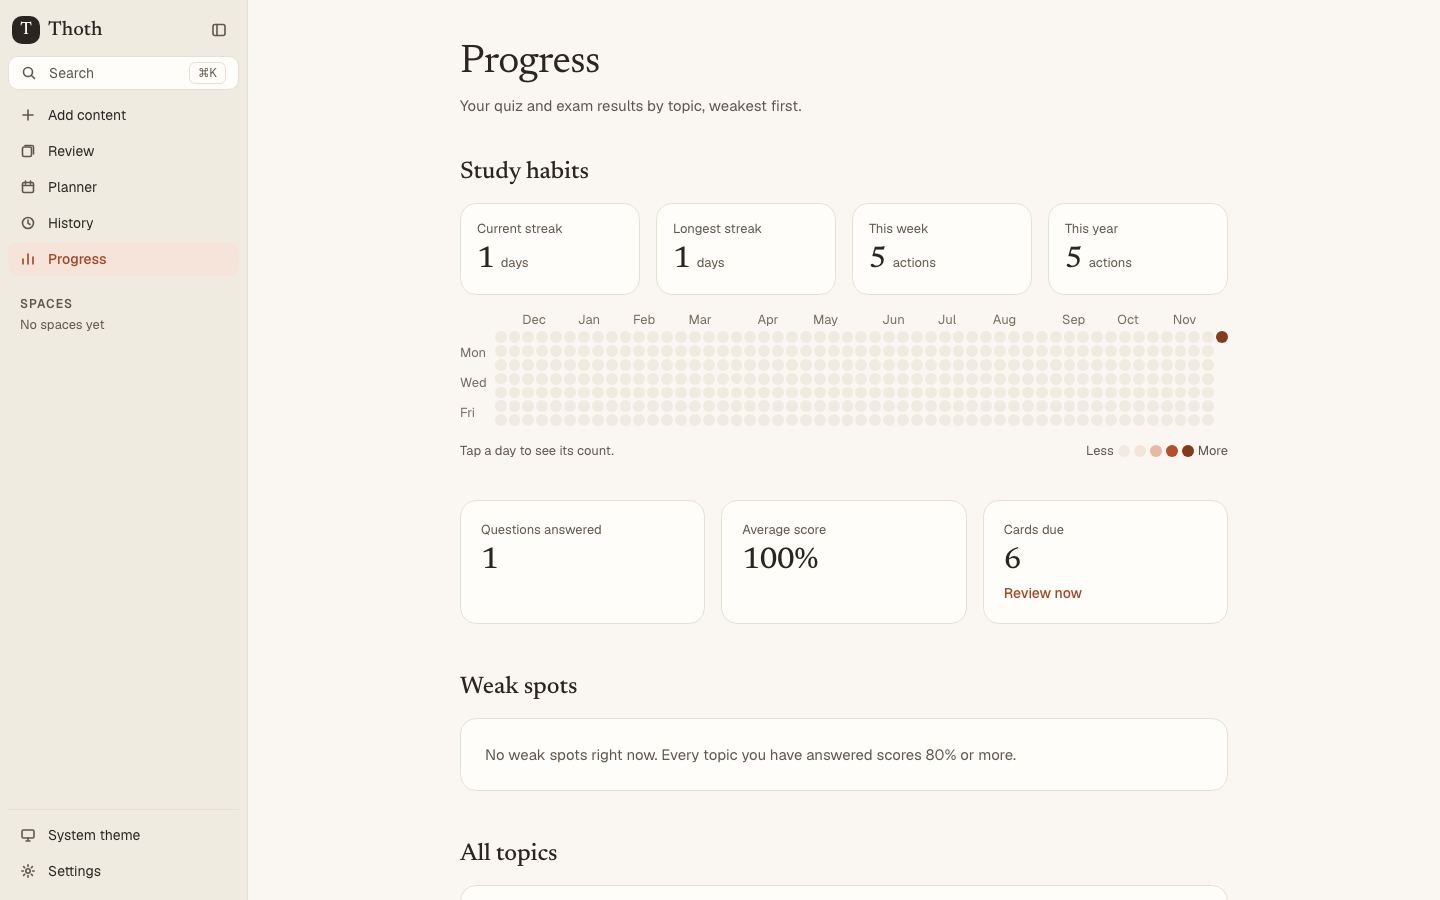 T Thoth
Search ⌘K
Add content
Review
Planner
History
Progress
SPACES
No spaces yet
System theme
Settings
Progress
Your quiz and exam results by topic, weakest first.
Study habits
Current streak
1 days
Longest streak
1 days
This week
5 actions
This year
5 actions
Dec Jan Feb Mar Apr May Jun Jul Aug Sep Oct Nov
Mon
Wed
Fri
Tap a day to see its count.
Less More
Questions answered
1
Average score
100%
Cards due
6
Review now
Weak spots
No weak spots right now. Every topic you have answered scores 80% or more.
All topics